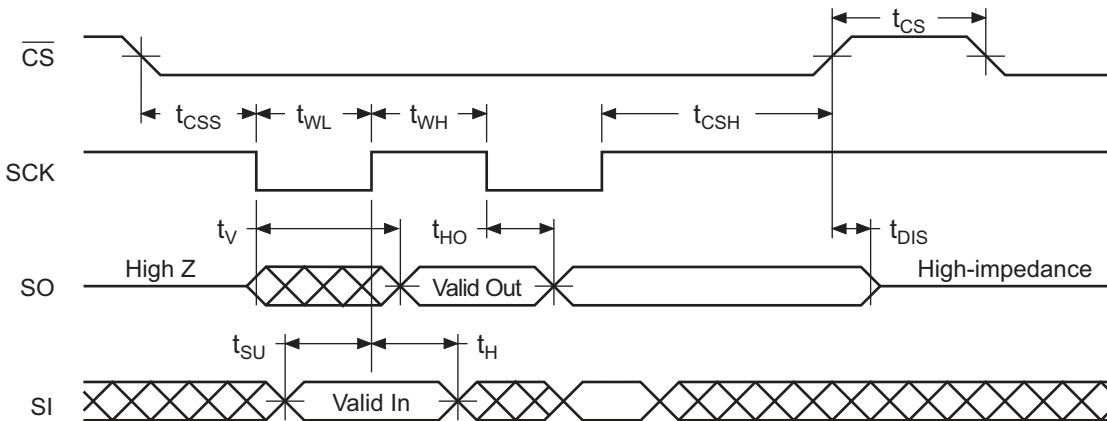 t_CS
C̅S̅
t_CSS t_WL t_WH t_CSH
SCK
t_V t_HO t_DIS
High Z Valid Out High-impedance
SO
t_SU t_H
SI Valid In